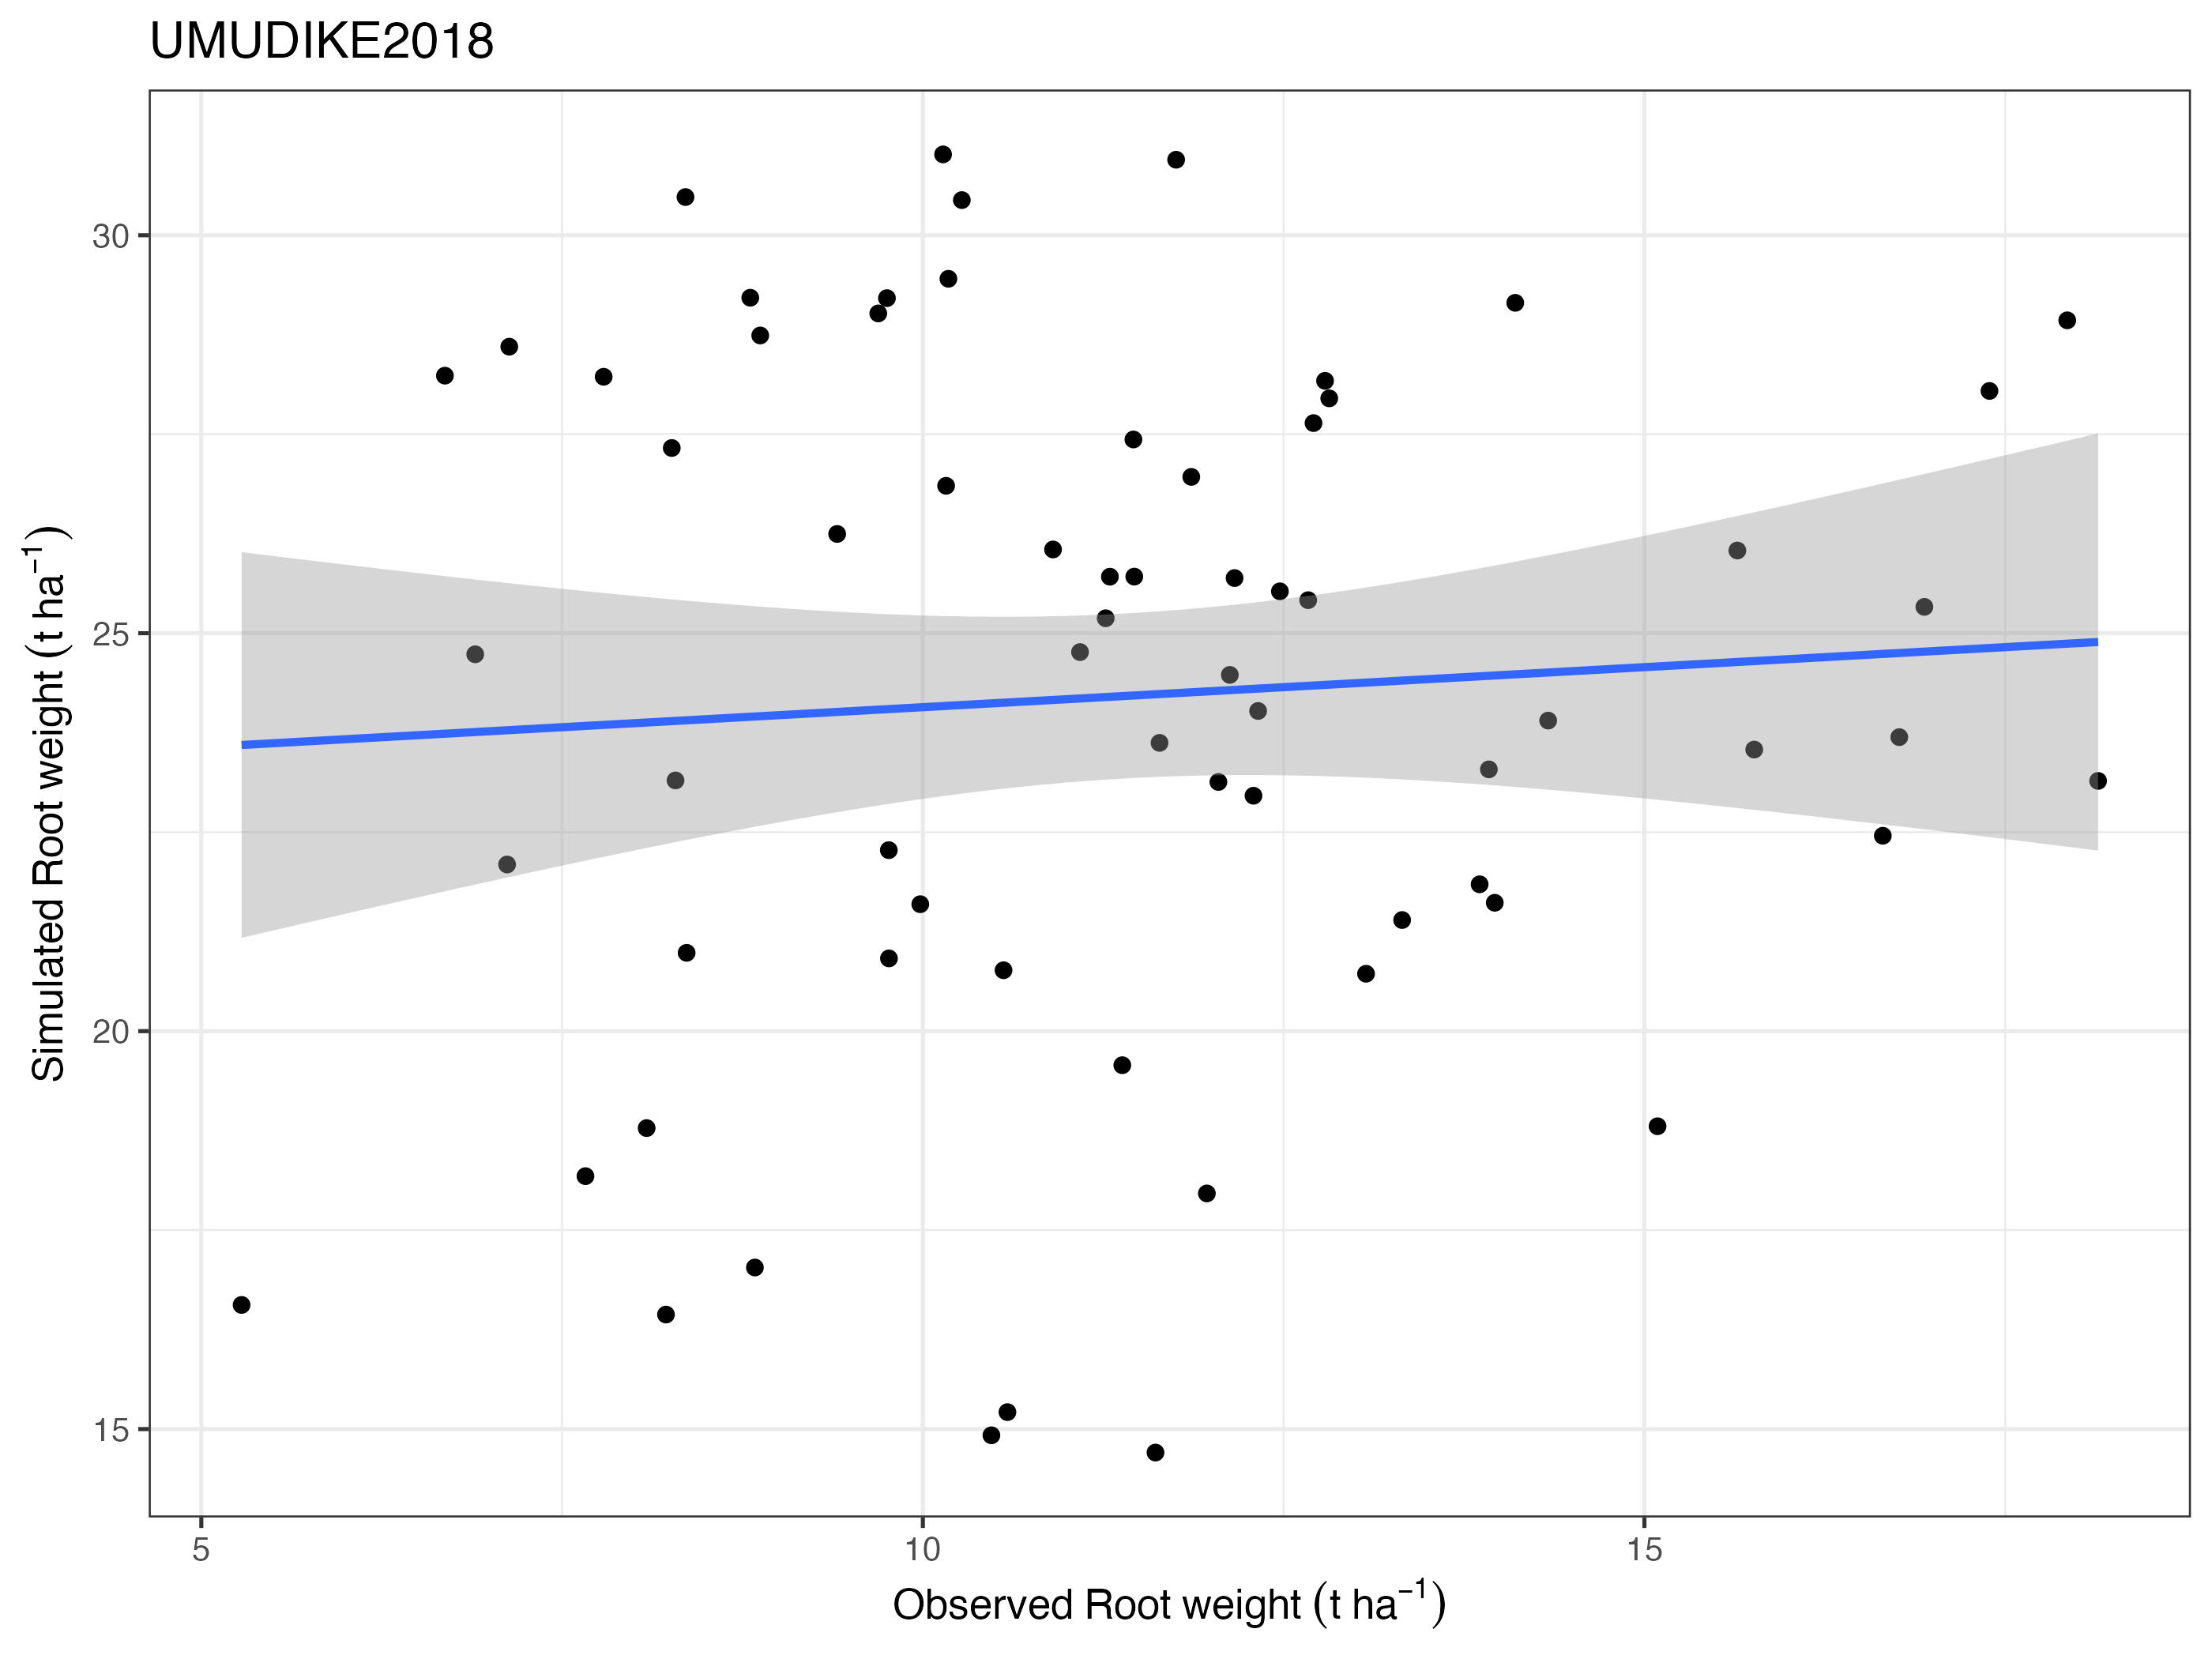 UMUDIKE2018
30
25
20
15
Simulated Root weight (t ha⁻¹)
5 10 15
Observed Root weight (t ha⁻¹)